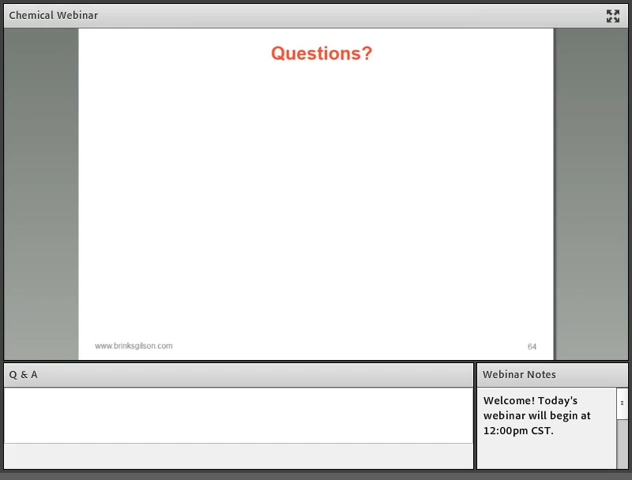 Chemical Webinar
Questions?
www.brinksgilson.com
64
Q & A
Webinar Notes
Welcome! Today's
webinar will begin at
12:00pm CST.